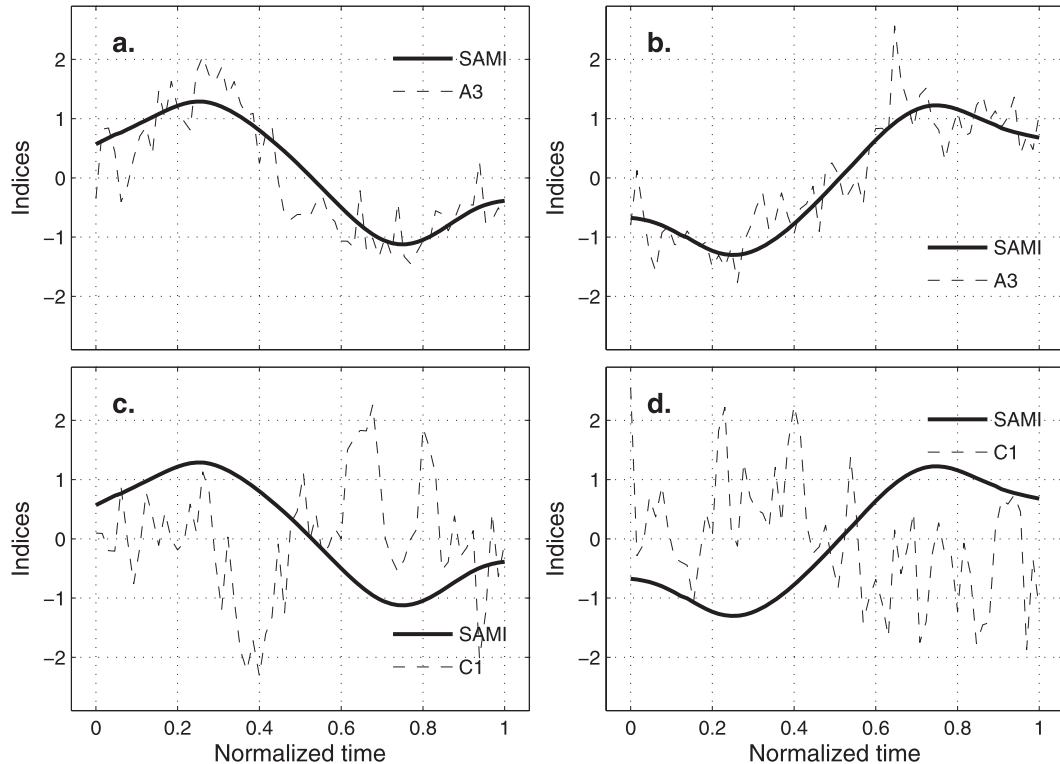 a.
SAMI
A3
2
1
0
−1
−2
Indices
b.
SAMI
A3
2
1
0
−1
−2
Indices
c.
SAMI
C1
2
1
0
−1
−2
Indices
0 0.2 0.4 0.6 0.8 1
Normalized time
d.
SAMI
C1
2
1
0
−1
−2
Indices
0 0.2 0.4 0.6 0.8 1
Normalized time